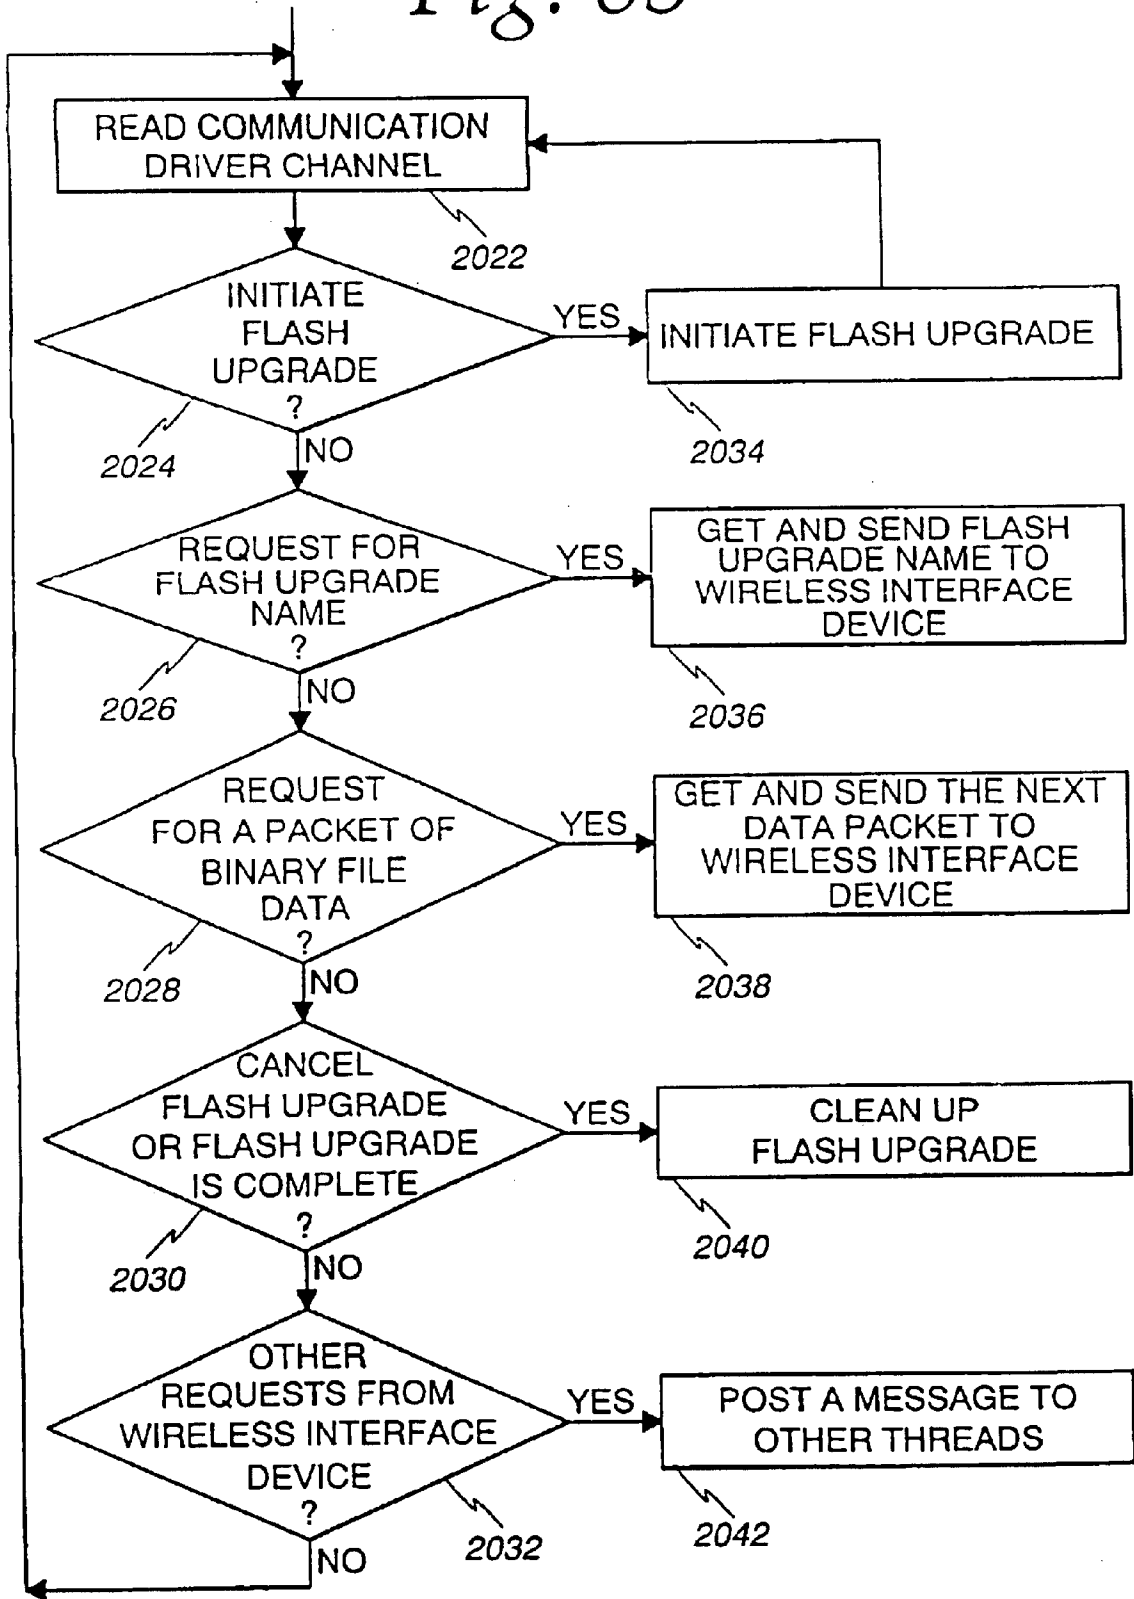 READ COMMUNICATION
DRIVER CHANNEL
2022
INITIATE
FLASH
UPGRADE
?
2024
YES
INITIATE FLASH UPGRADE
2034
NO
REQUEST FOR
FLASH UPGRADE
NAME
?
2026
YES
GET AND SEND FLASH
UPGRADE NAME TO
WIRELESS INTERFACE
DEVICE
2036
NO
REQUEST
FOR A PACKET OF
BINARY FILE
DATA
?
2028
YES
GET AND SEND THE NEXT
DATA PACKET TO
WIRELESS INTERFACE
DEVICE
2038
NO
CANCEL
FLASH UPGRADE
OR FLASH UPGRADE
IS COMPLETE
?
2030
YES
CLEAN UP
FLASH UPGRADE
2040
NO
OTHER
REQUESTS FROM
WIRELESS INTERFACE
DEVICE
?
2032
YES
POST A MESSAGE TO
OTHER THREADS
2042
NO